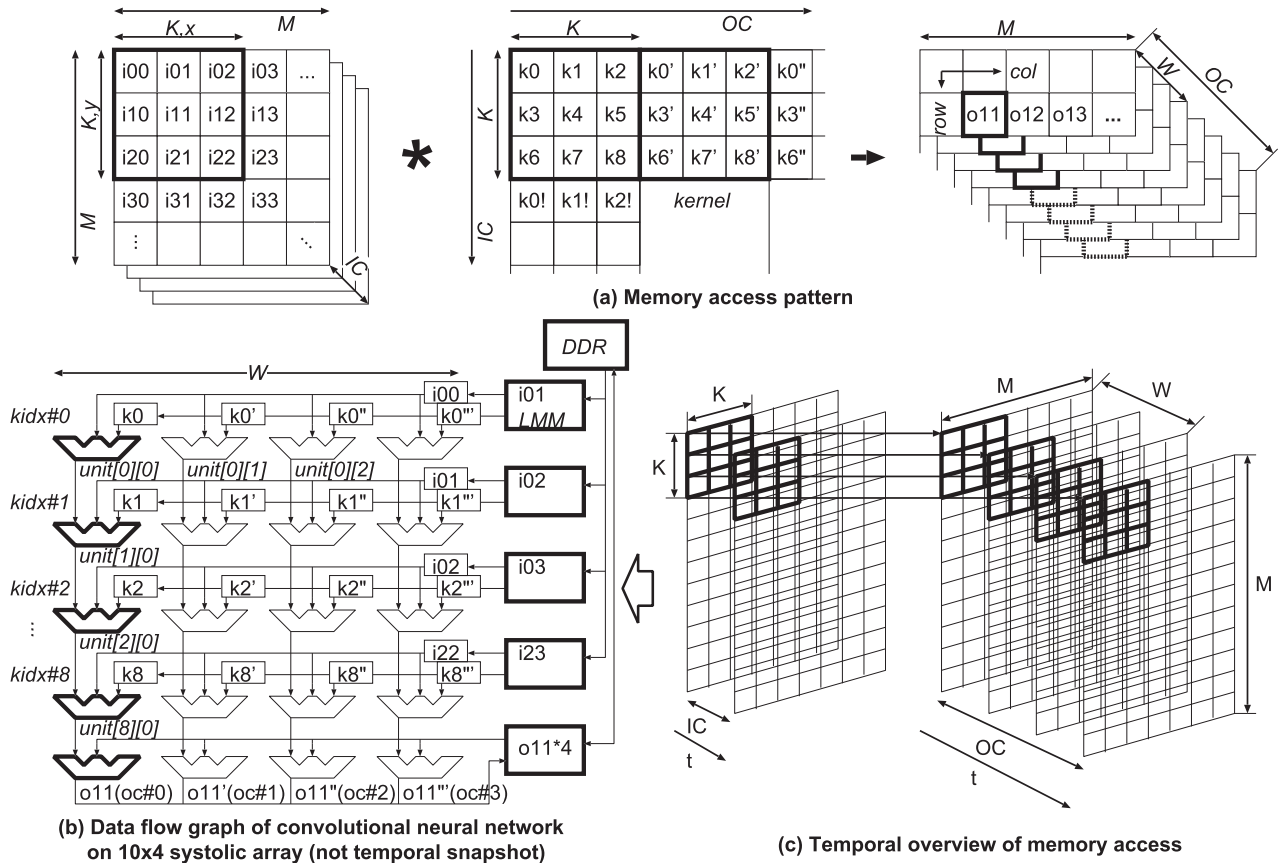 M
K,x
i00 i01 i02 i03 ...
K,y
i10 i11 i12 i13
i20 i21 i22 i23
i30 i31 i32 i33
M
⋮ ⋱
IC
*
OC
K
k0 k1 k2 k0' k1' k2' k0"
K
k3 k4 k5 k3' k4' k5' k3"
k6 k7 k8 k6' k7' k8' k6"
k0! k1! k2! kernel
IC
M
W
OC
col
row
o11 o12 o13 ...
(a) Memory access pattern
DDR
W
i00 i01
LMM
kidx#0 k0 k0' k0" k0"'
unit[0][0] unit[0][1] unit[0][2]
i01 i02
kidx#1 k1 k1' k1" k1"'
unit[1][0]
i02 i03
kidx#2 k2 k2' k2" k2"'
⋮
unit[2][0]
i22 i23
kidx#8 k8 k8' k8" k8"'
unit[8][0]
o11*4
o11(oc#0) o11'(oc#1) o11"(oc#2) o11"'(oc#3)
(b) Data flow graph of convolutional neural network
on 10x4 systolic array (not temporal snapshot)
K
K
IC
t
M
W
M
OC
t
(c) Temporal overview of memory access